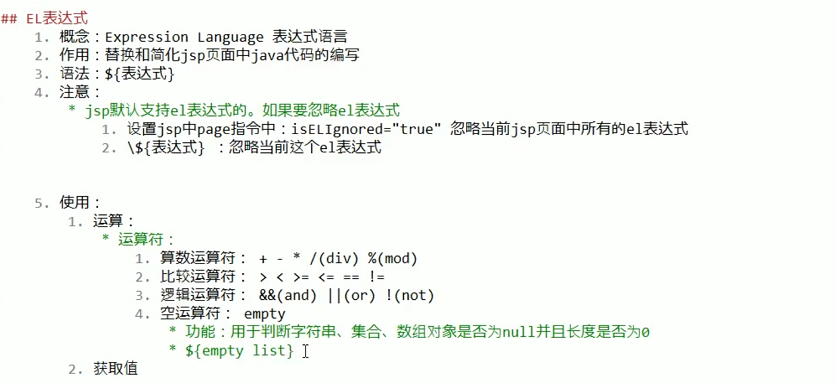 ## EL表达式
1. 概念：Expression Language 表达式语言
2. 作用：替换和简化jsp页面中java代码的编写
3. 语法：${表达式}
4. 注意：
* jsp默认支持el表达式的。如果要忽略el表达式
1. 设置jsp中page指令中：isELIgnored="true" 忽略当前jsp页面中所有的el表达式
2. \${表达式} ：忽略当前这个el表达式
5. 使用：
1. 运算：
* 运算符：
1. 算数运算符： + - * /(div) %(mod)
2. 比较运算符： > < >= <= == !=
3. 逻辑运算符： &&(and) ||(or) !(not)
4. 空运算符： empty
* 功能：用于判断字符串、集合、数组对象是否为null并且长度是否为0
* ${empty list}
2. 获取值